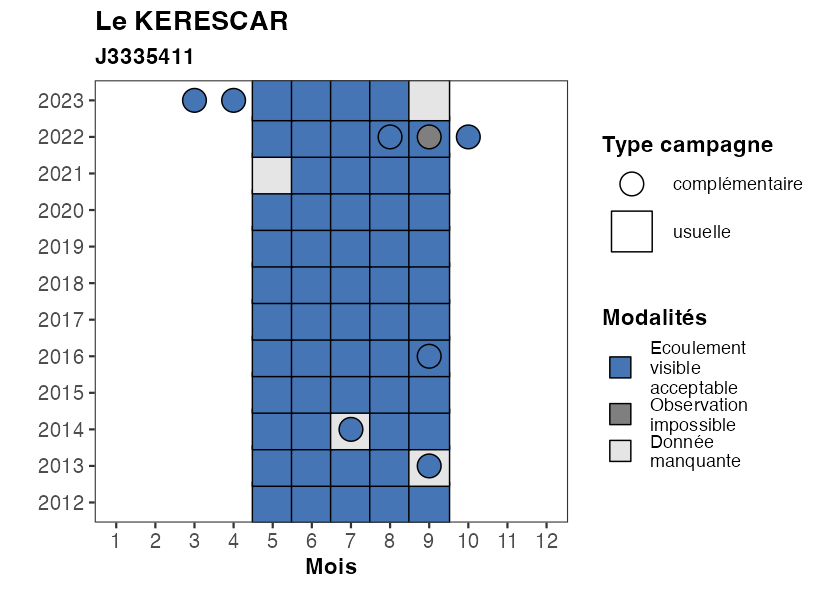 Le KERESCAR
J3335411
2023
2022
2021
2020
2019
2018
2017
2016
2015
2014
2013
2012
1 2 3 4 5 6 7 8 9 10 11 12
Mois
Type campagne
complémentaire
usuelle
Modalités
Ecoulement
visible
acceptable
Observation
impossible
Donnée
manquante